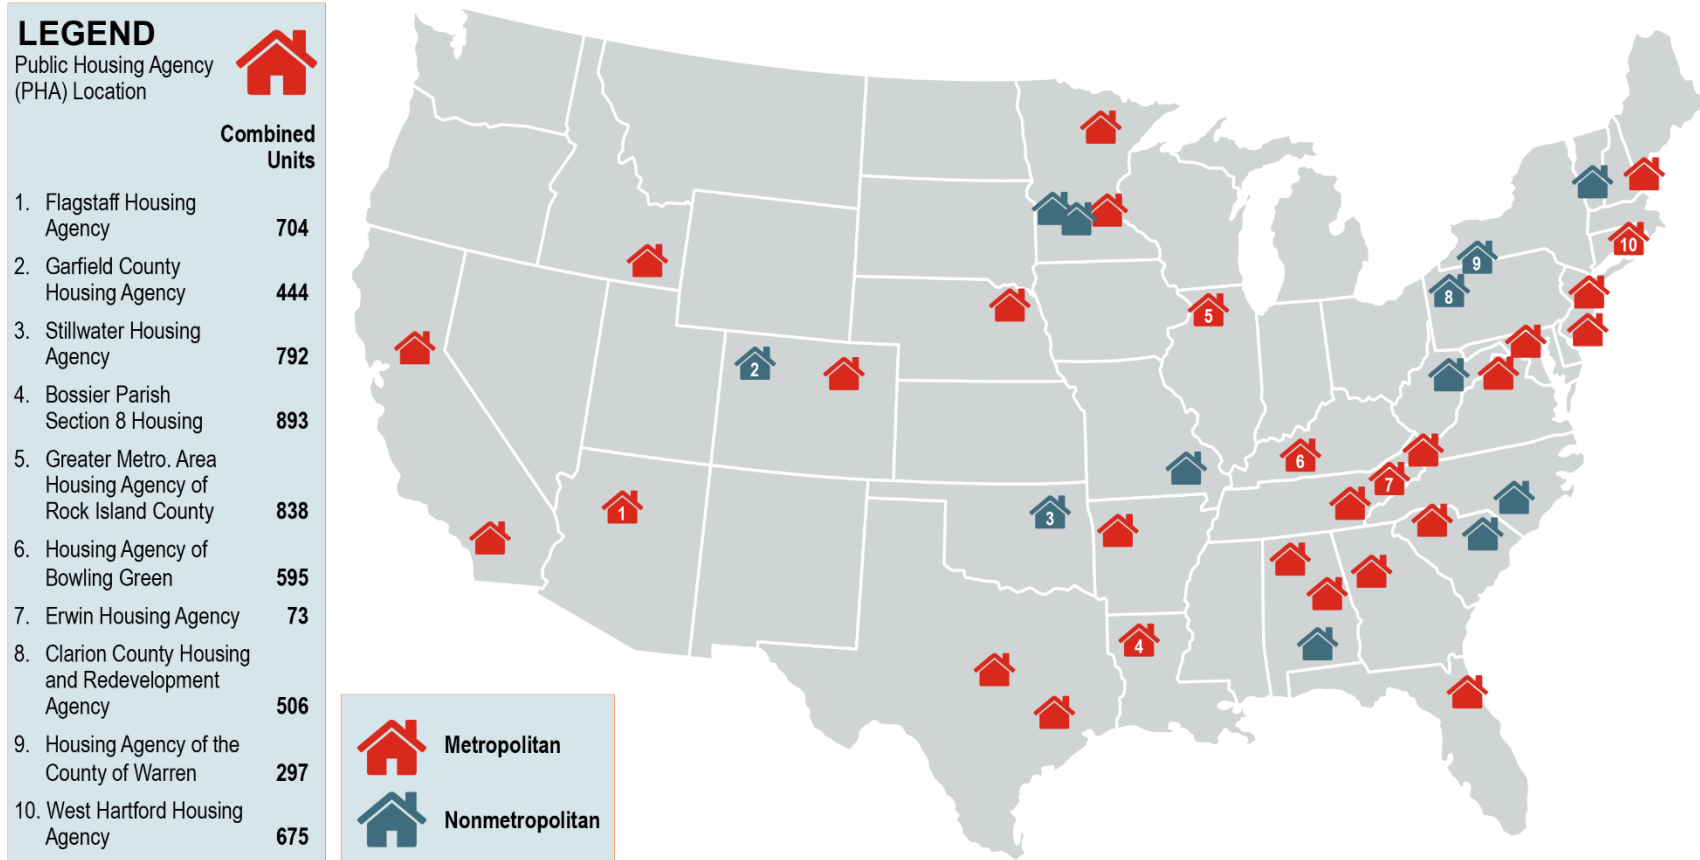 LEGEND
Public Housing Agency
(PHA) Location
Combined
Units
1. Flagstaff Housing
Agency 704
2. Garfield County
Housing Agency 444
3. Stillwater Housing
Agency 792
4. Bossier Parish
Section 8 Housing 893
5. Greater Metro. Area
Housing Agency of
Rock Island County 838
6. Housing Agency of
Bowling Green 595
7. Erwin Housing Agency 73
8. Clarion County Housing
and Redevelopment
Agency 506
9. Housing Agency of the
County of Warren 297
10. West Hartford Housing
Agency 675
Metropolitan
Nonmetropolitan
10
9
8
5
2
6
7
1
3
4